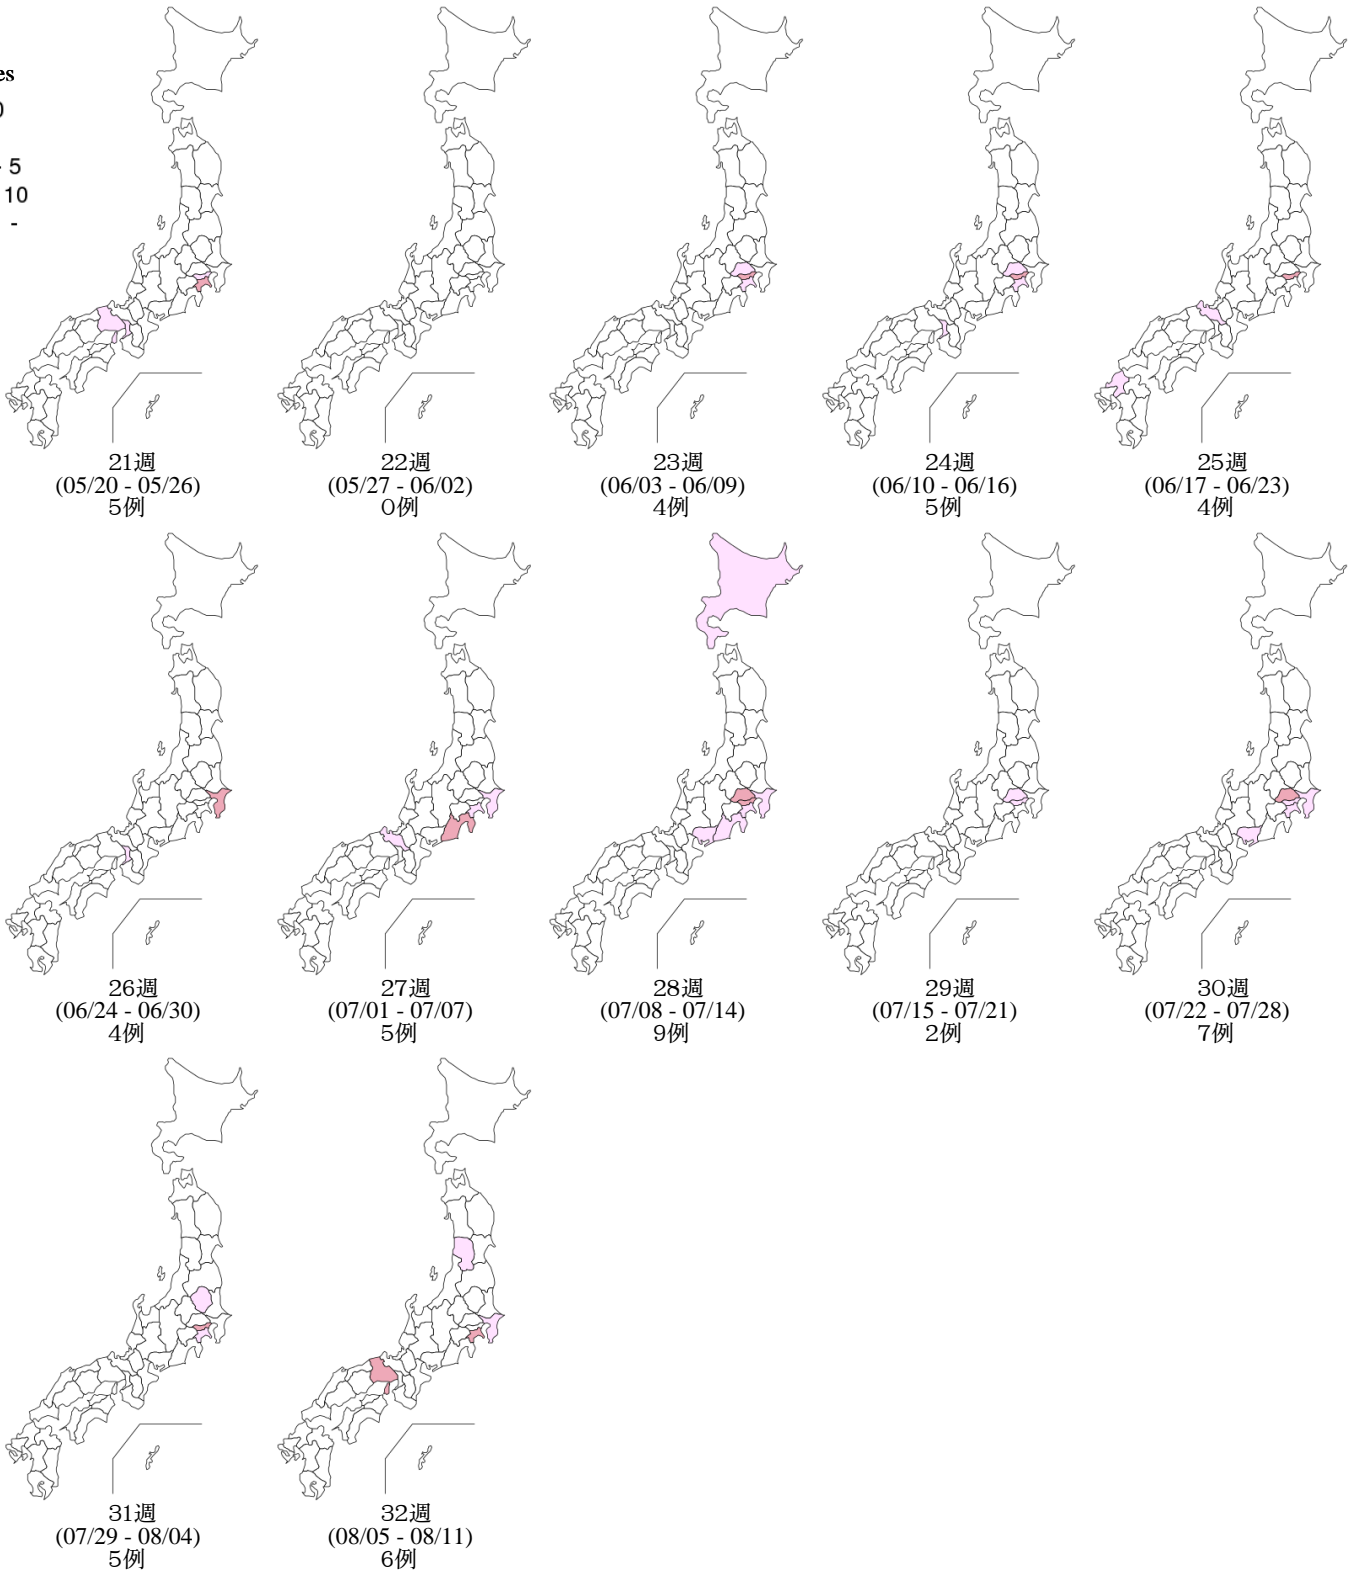 es
0
5
10
-
21週
(05/20 - 05/26)
5例
22週
(05/27 - 06/02)
0例
23週
(06/03 - 06/09)
4例
24週
(06/10 - 06/16)
5例
25週
(06/17 - 06/23)
4例
26週
(06/24 - 06/30)
4例
27週
(07/01 - 07/07)
5例
28週
(07/08 - 07/14)
9例
29週
(07/15 - 07/21)
2例
30週
(07/22 - 07/28)
7例
31週
(07/29 - 08/04)
5例
32週
(08/05 - 08/11)
6例